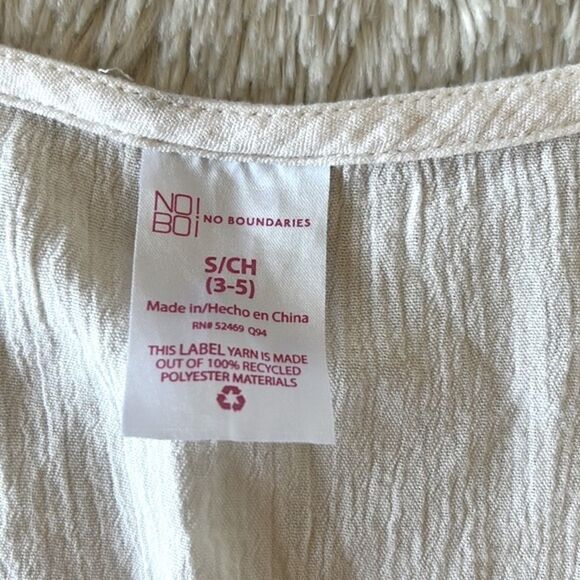 NO!
BO¡ NO BOUNDARIES
S/CH
(3-5)
Made in/Hecho en China
RN# 52469 Q94
THIS LABEL YARN IS MADE
OUT OF 100% RECYCLED
POLYESTER MATERIALS